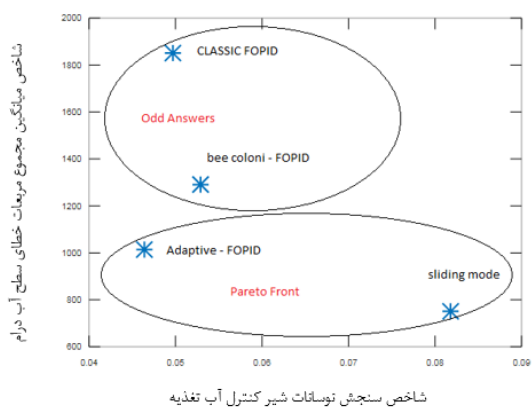 2000
1800
1600
1400
1200
1000
800
600
شاخص میانگین مجموع مربعات خطای سطح آب درام
CLASSIC FOPID
Odd Answers
bee coloni - FOPID
Adaptive - FOPID
sliding mode
Pareto Front
0.04 0.05 0.06 0.07 0.08 0.09
شاخص سنجش نوسانات شیر کنترل آب تغذیه